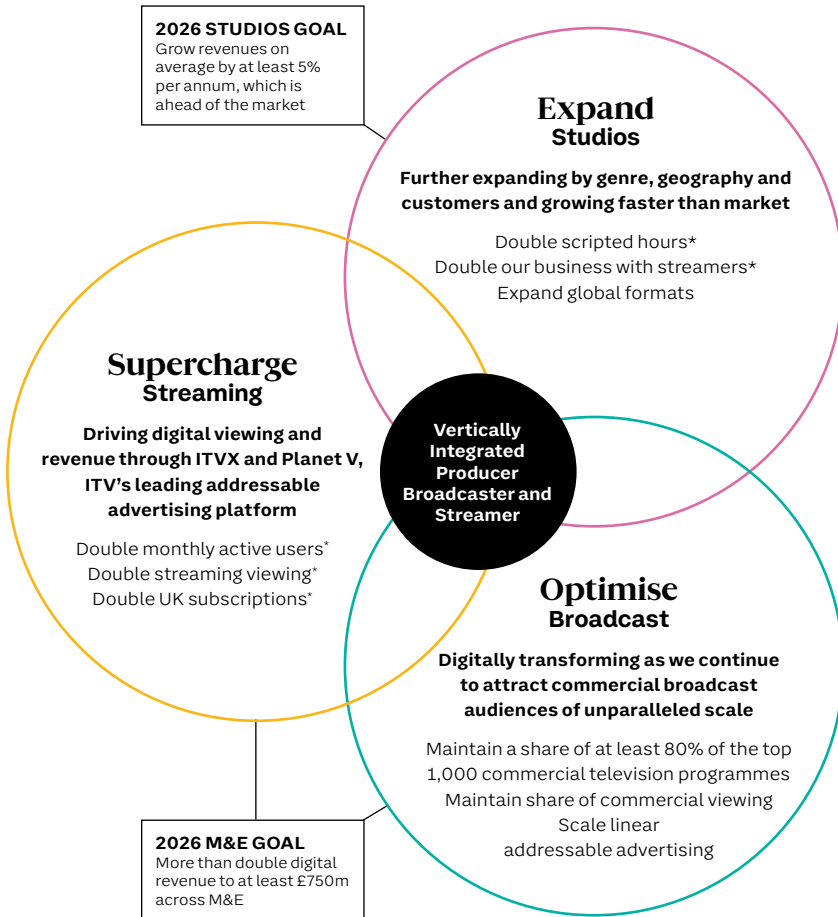 2026 STUDIOS GOAL
Grow revenues on
average by at least 5%
per annum, which is
ahead of the market
Expand
Studios
Further expanding by genre, geography and
customers and growing faster than market
Double scripted hours*
Double our business with streamers*
Expand global formats
Supercharge
Streaming
Driving digital viewing and
revenue through ITVX and Planet V,
ITV's leading addressable
advertising platform
Double monthly active users*
Double streaming viewing*
Double UK subscriptions*
Vertically
Integrated
Producer
Broadcaster and
Streamer
Optimise
Broadcast
Digitally transforming as we continue
to attract commercial broadcast
audiences of unparalleled scale
Maintain a share of at least 80% of the top
1,000 commercial television programmes
Maintain share of commercial viewing
Scale linear
addressable advertising
2026 M&E GOAL
More than double digital
revenue to at least £750m
across M&E